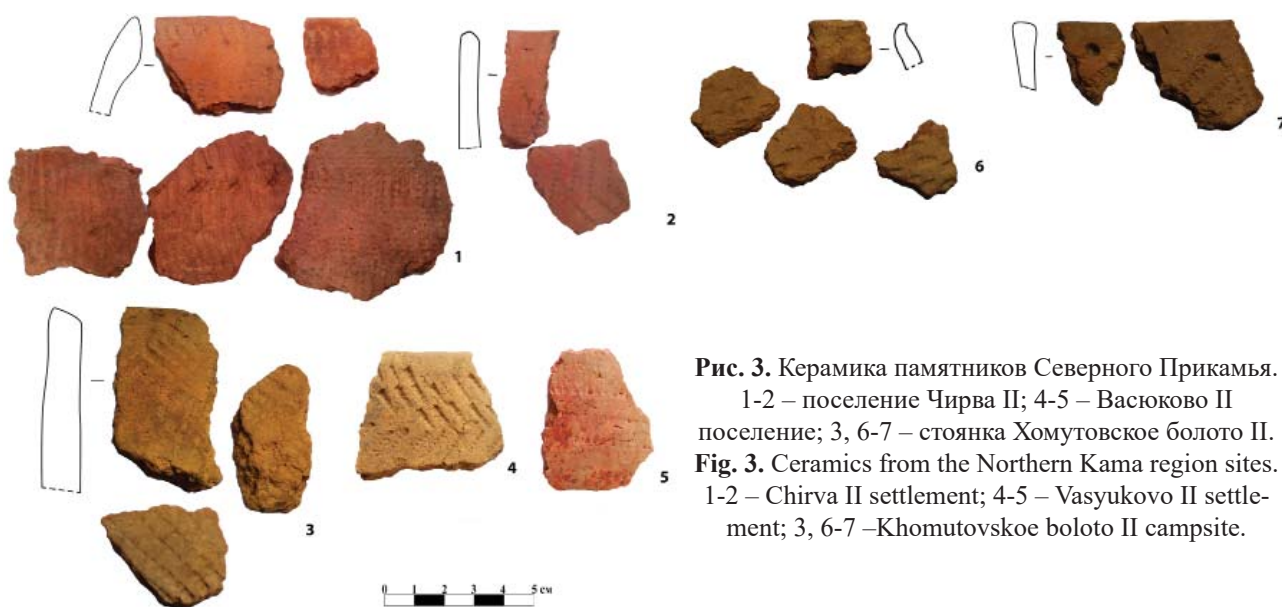 1
2
6
7
3
4
5
0 1 2 3 4 5 см
Рис. 3. Керамика памятников Северного Прикамья.
1-2 – поселение Чирва II; 4-5 – Васюково II
поселение; 3, 6-7 – стоянка Хомутовское болото II.
Fig. 3. Ceramics from the Northern Kama region sites.
1-2 – Chirva II settlement; 4-5 – Vasyukovo II settle-
ment; 3, 6-7 –Khomutovskoe boloto II campsite.